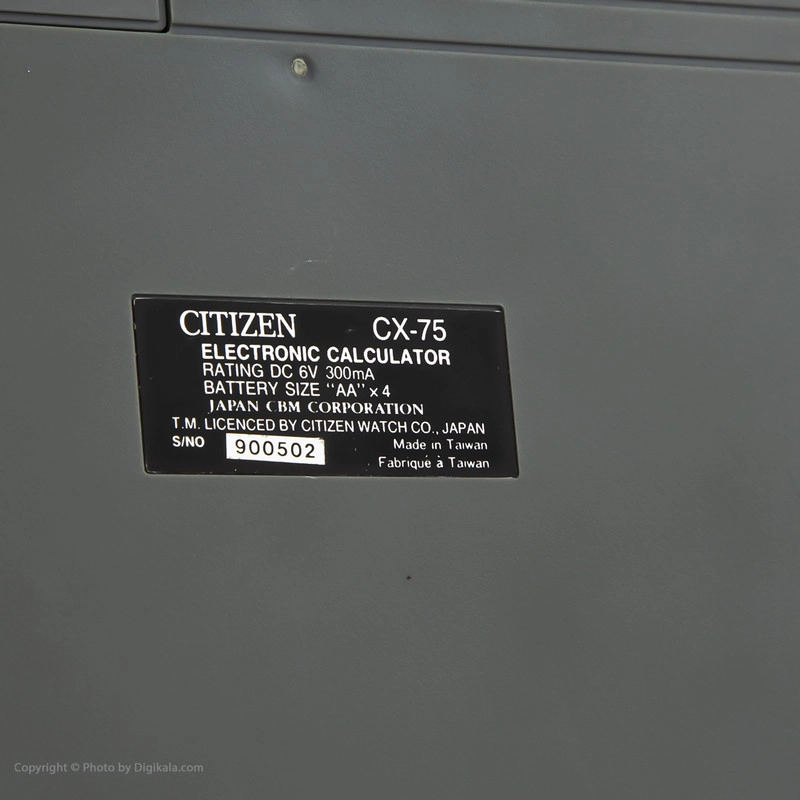 CITIZEN CX-75
ELECTRONIC CALCULATOR
RATING DC 6V 300mA
BATTERY SIZE "AA" x 4
JAPAN CBM CORPORATION
T.M. LICENCED BY CITIZEN WATCH CO., JAPAN
S/NO 900502 Made in Taiwan
Fabriqué à Taiwan
Copyright © Photo by Digikala.com